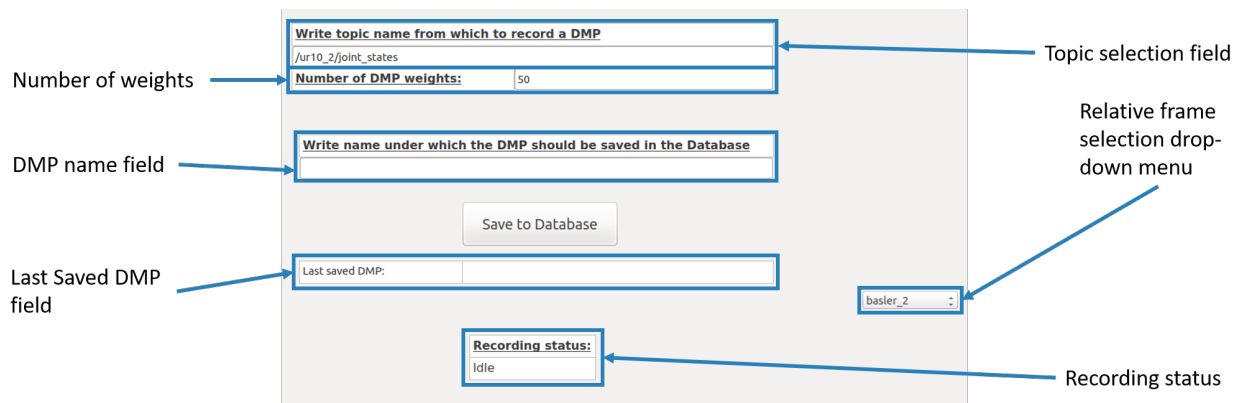 Write topic name from which to record a DMP
/ur10_2/joint_states
Number of DMP weights:
50
Write name under which the DMP should be saved in the Database
Save to Database
Last saved DMP:
basler_2
Recording status:
Idle
Number of weights
DMP name field
Last Saved DMP
field
Topic selection field
Relative frame
selection drop-
down menu
Recording status